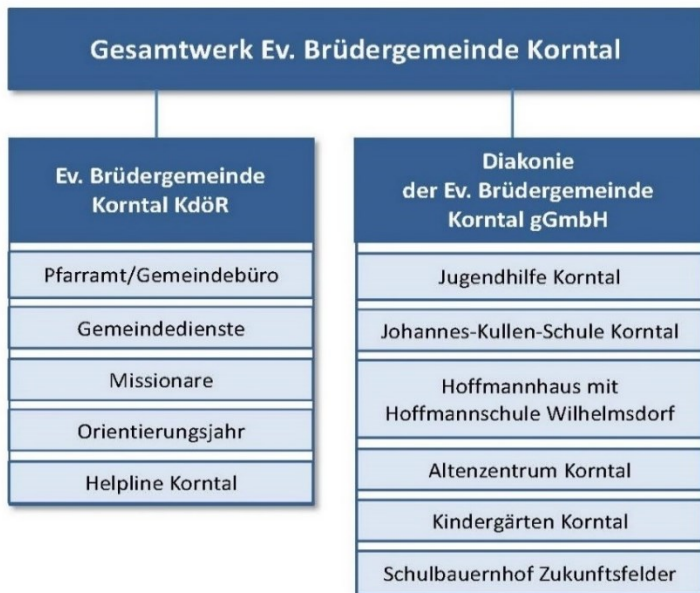 Gesamtwerk Ev. Brüdergemeinde Korntal
Ev. Brüdergemeinde
Korntal KdöR
Pfarramt/Gemeindebüro
Gemeindedienste
Missionare
Orientierungsjahr
Helpline Korntal
Diakonie
der Ev. Brüdergemeinde
Korntal gGmbH
Jugendhilfe Korntal
Johannes-Kullen-Schule Korntal
Hoffmannhaus mit
Hoffmannschule Wilhelmsdorf
Altenzentrum Korntal
Kindergärten Korntal
Schulbauernhof Zukunftsfelder